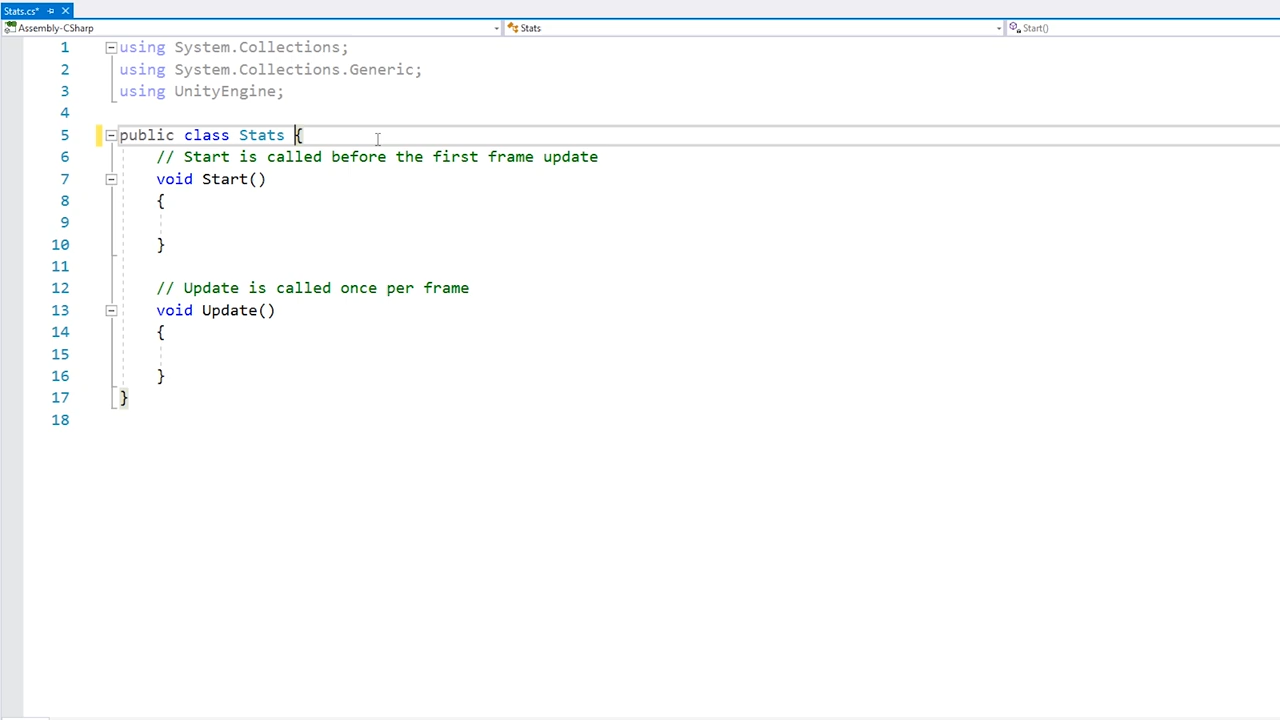 Stats.cs*
Assembly-CSharp Stats Start()
1 using System.Collections;
2 using System.Collections.Generic;
3 using UnityEngine;
4
5 public class Stats {
6 // Start is called before the first frame update
7 void Start()
8 {
9
10 }
11
12 // Update is called once per frame
13 void Update()
14 {
15
16 }
17 }
18